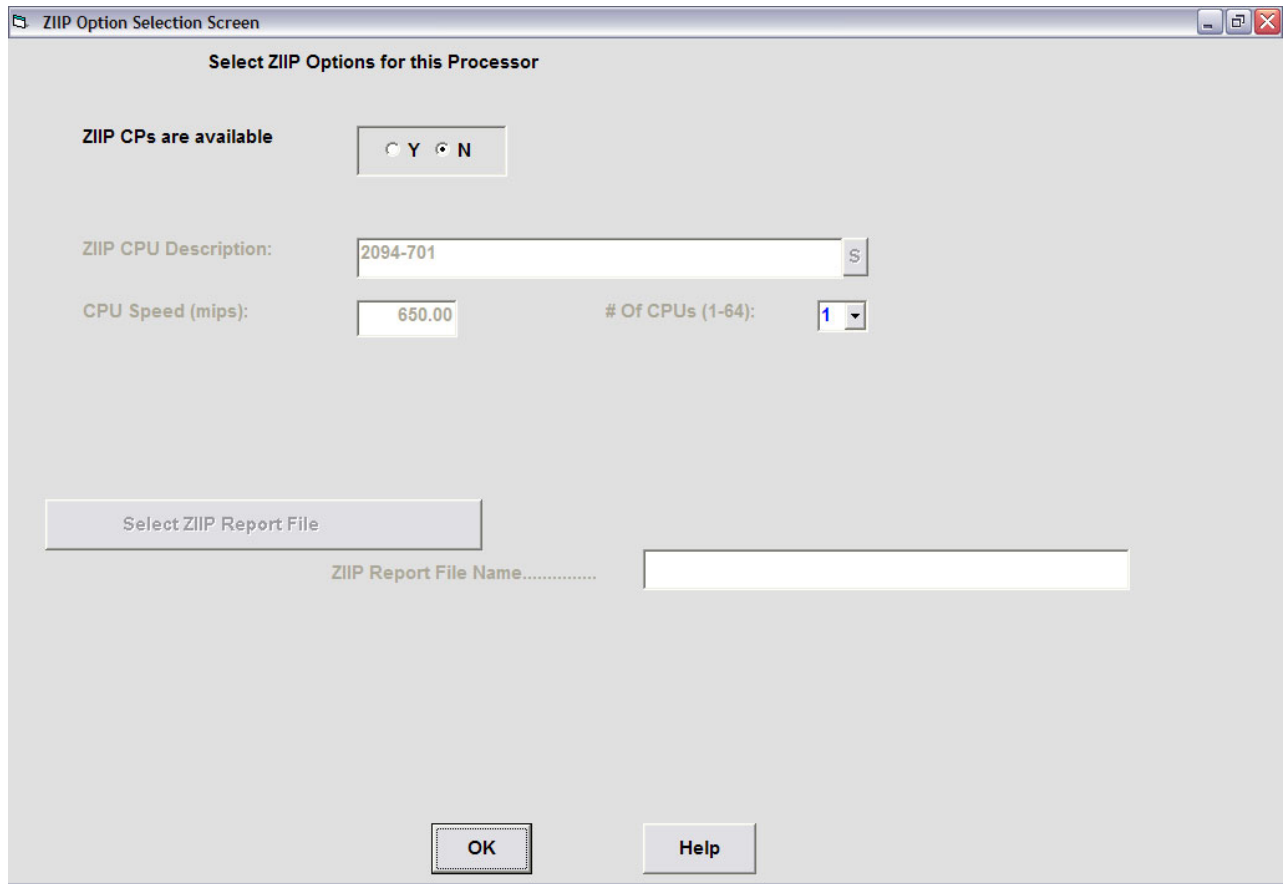 ZIIP Option Selection Screen
Select ZIIP Options for this Processor
ZIIP CPs are available
Y N
ZIIP CPU Description:
2094-701
S
CPU Speed (mips):
650.00
# Of CPUs (1-64):
1
Select ZIIP Report File
ZIIP Report File Name...............
OK
Help